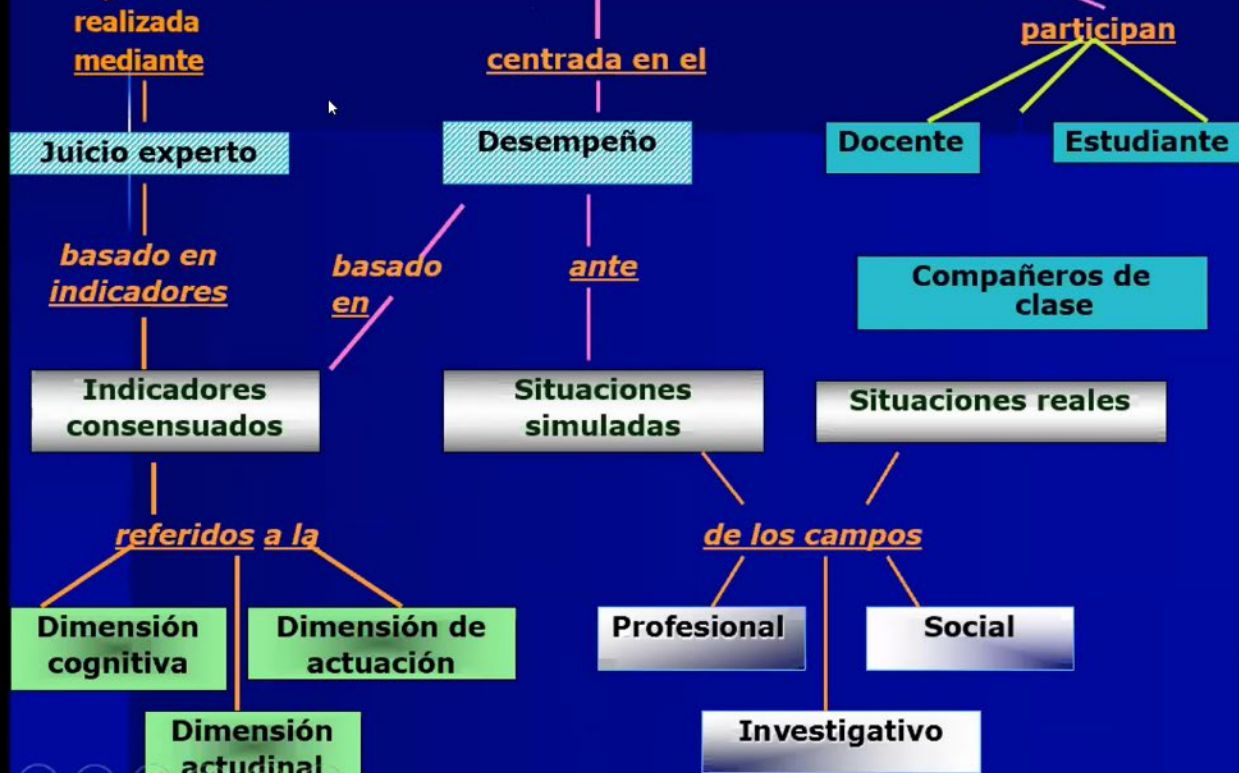 realizada
mediante
centrada en el
participan
Juicio experto
Desempeño
Docente
Estudiante
basado en
indicadores
basado
en
ante
Compañeros de
clase
Indicadores
consensuados
Situaciones
simuladas
Situaciones reales
referidos a la
de los campos
Dimensión
cognitiva
Dimensión de
actuación
Profesional
Social
Dimensión
actudinal
Investigativo